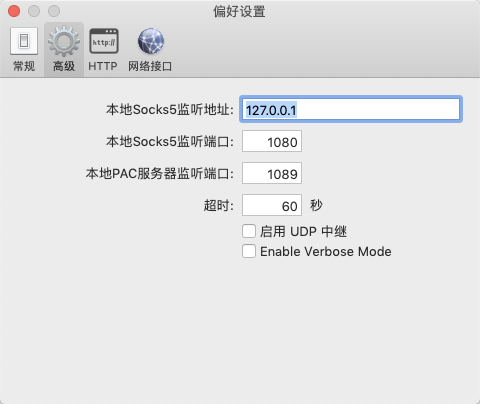 偏好设置
http://
常规 高级 HTTP 网络接口
本地Socks5监听地址: 127.0.0.1
本地Socks5监听端口: 1080
本地PAC服务器监听端口: 1089
超时: 60 秒
启用 UDP 中继
Enable Verbose Mode